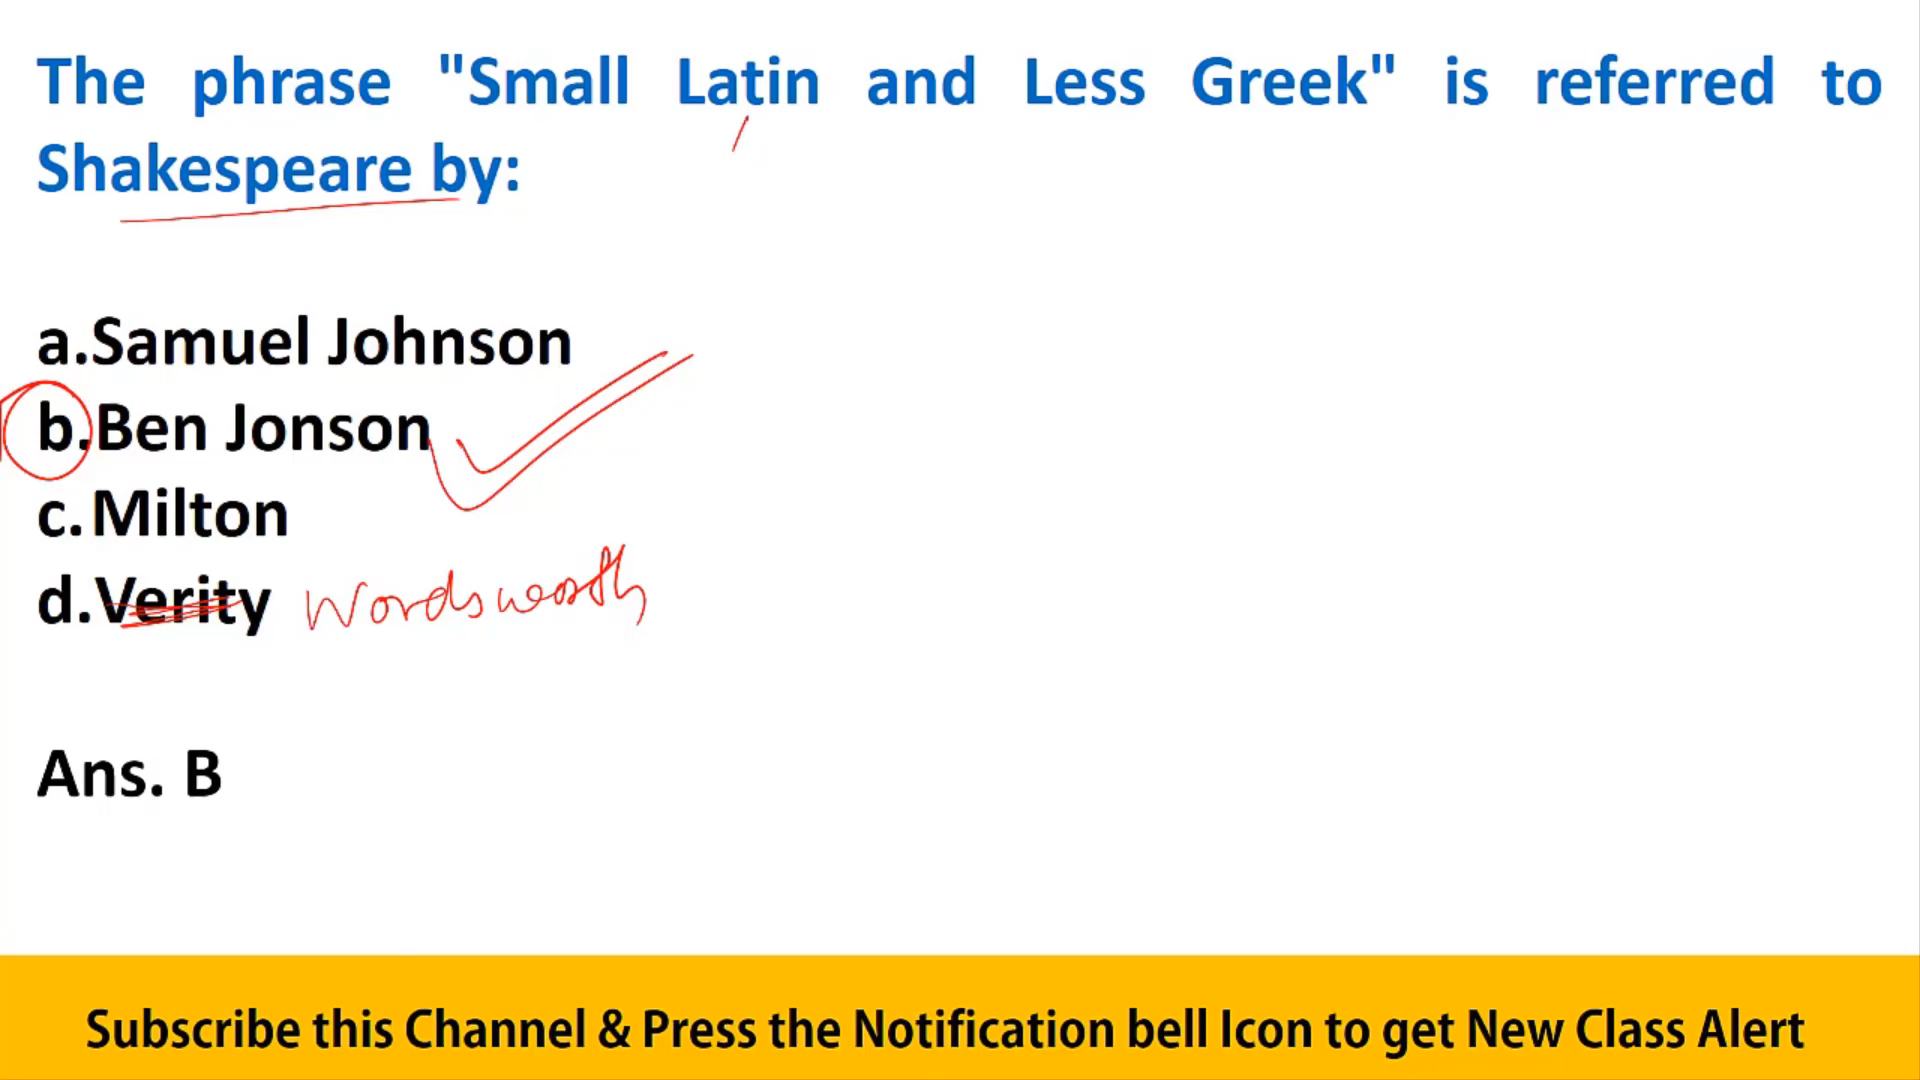 The phrase "Small Latin and Less Greek" is referred to
Shakespeare by:
a.Samuel Johnson
b.Ben Jonson
c.Milton
d.Verity Wordsworth
Ans. B
Subscribe this Channel & Press the Notification bell Icon to get New Class Alert